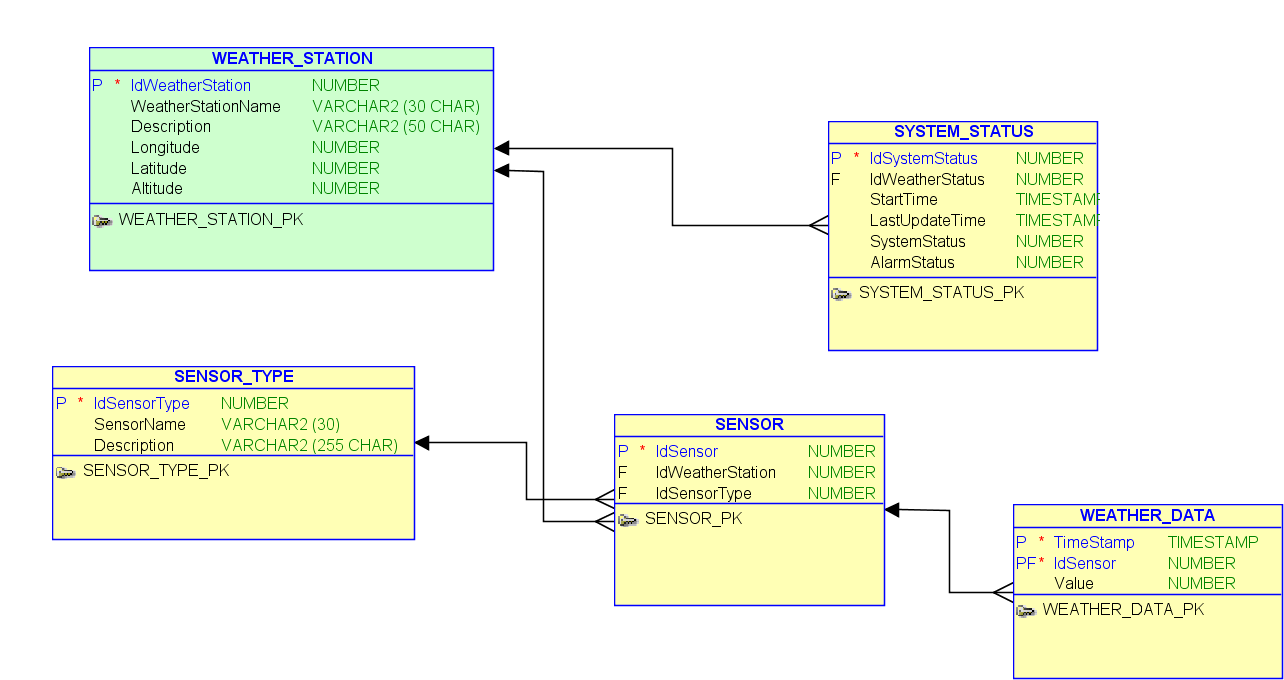 WEATHER_STATION
P * IdWeatherStation NUMBER
WeatherStationName VARCHAR2 (30 CHAR)
Description VARCHAR2 (50 CHAR)
Longitude NUMBER
Latitude NUMBER
Altitude NUMBER
WEATHER_STATION_PK
SYSTEM_STATUS
P * IdSystemStatus NUMBER
F IdWeatherStatus NUMBER
StartTime TIMESTAMP
LastUpdateTime TIMESTAMP
SystemStatus NUMBER
AlarmStatus NUMBER
SYSTEM_STATUS_PK
SENSOR_TYPE
P * IdSensorType NUMBER
SensorName VARCHAR2 (30)
Description VARCHAR2 (255 CHAR)
SENSOR_TYPE_PK
SENSOR
P * IdSensor NUMBER
F IdWeatherStation NUMBER
F IdSensorType NUMBER
SENSOR_PK
WEATHER_DATA
P * TimeStamp TIMESTAMP
PF* IdSensor NUMBER
Value NUMBER
WEATHER_DATA_PK